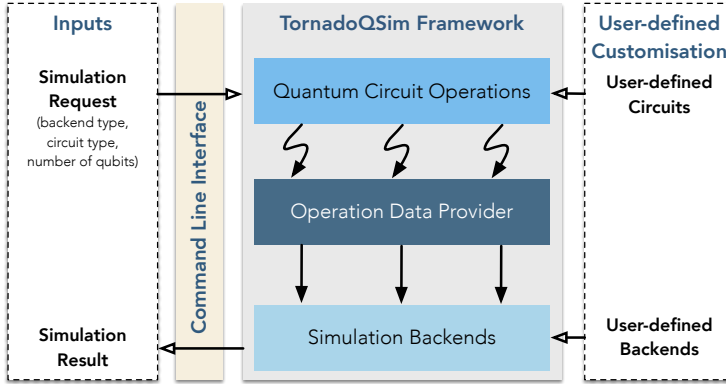 Inputs
Simulation
Request
(backend type,
circuit type,
number of qubits)
Simulation
Result
Command Line Interface
TornadoQSim Framework
Quantum Circuit Operations
Operation Data Provider
Simulation Backends
User-defined
Customisation
User-defined
Circuits
User-defined
Backends